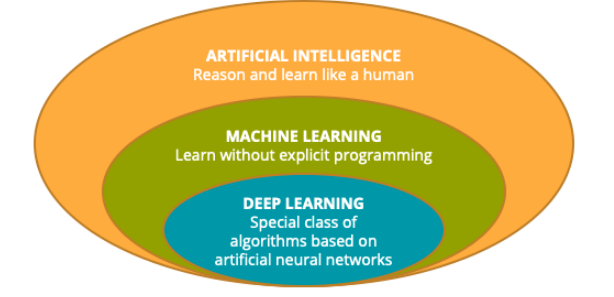 ARTIFICIAL INTELLIGENCE
Reason and learn like a human
MACHINE LEARNING
Learn without explicit programming
DEEP LEARNING
Special class of
algorithms based on
artificial neural networks